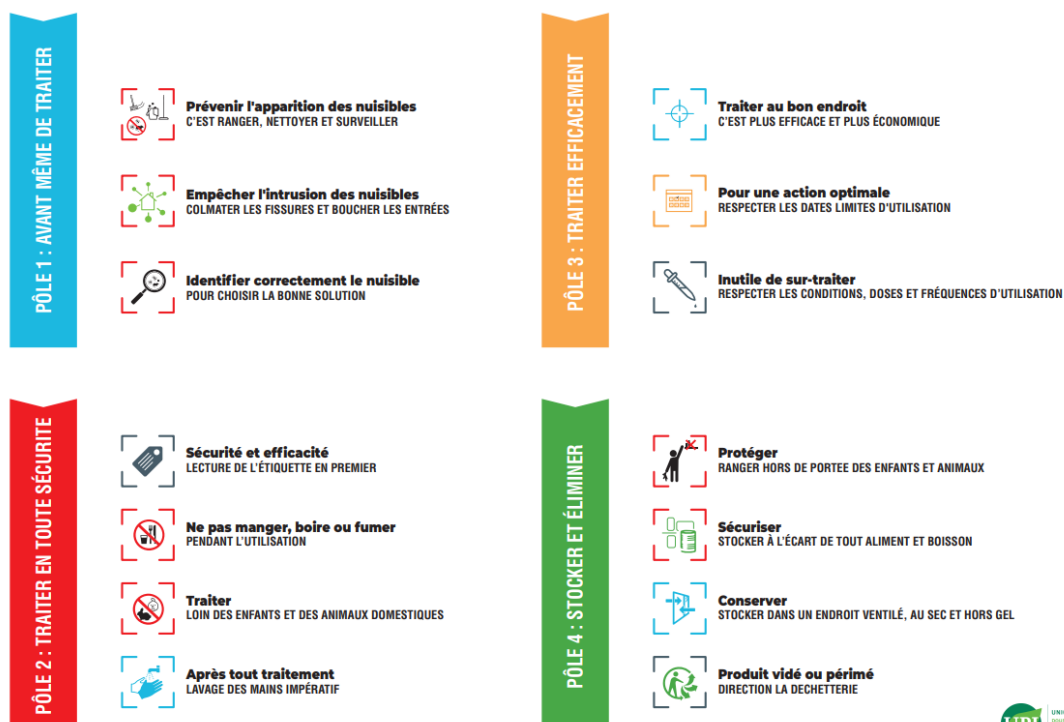 PÔLE 1 : AVANT MÊME DE TRAITER
Prévenir l'apparition des nuisibles
C'EST RANGER, NETTOYER ET SURVEILLER
Empêcher l'intrusion des nuisibles
COLMATER LES FISSURES ET BOUCHER LES ENTRÉES
Identifier correctement le nuisible
POUR CHOISIR LA BONNE SOLUTION
PÔLE 2 : TRAITER EN TOUTE SÉCURITE
Sécurité et efficacité
LECTURE DE L'ÉTIQUETTE EN PREMIER
Ne pas manger, boire ou fumer
PENDANT L'UTILISATION
Traiter
LOIN DES ENFANTS ET DES ANIMAUX DOMESTIQUES
Après tout traitement
LAVAGE DES MAINS IMPÉRATIF
PÔLE 3 : TRAITER EFFICACEMENT
Traiter au bon endroit
C'EST PLUS EFFICACE ET PLUS ÉCONOMIQUE
Pour une action optimale
RESPECTER LES DATES LIMITES D'UTILISATION
Inutile de sur-traiter
RESPECTER LES CONDITIONS, DOSES ET FRÉQUENCES D'UTILISATION
PÔLE 4 : STOCKER ET ÉLIMINER
Protéger
RANGER HORS DE PORTEE DES ENFANTS ET ANIMAUX
Sécuriser
STOCKER À L'ÉCART DE TOUT ALIMENT ET BOISSON
Conserver
STOCKER DANS UN ENDROIT VENTILÉ, AU SEC ET HORS GEL
Produit vidé ou périmé
DIRECTION LA DECHETTERIE